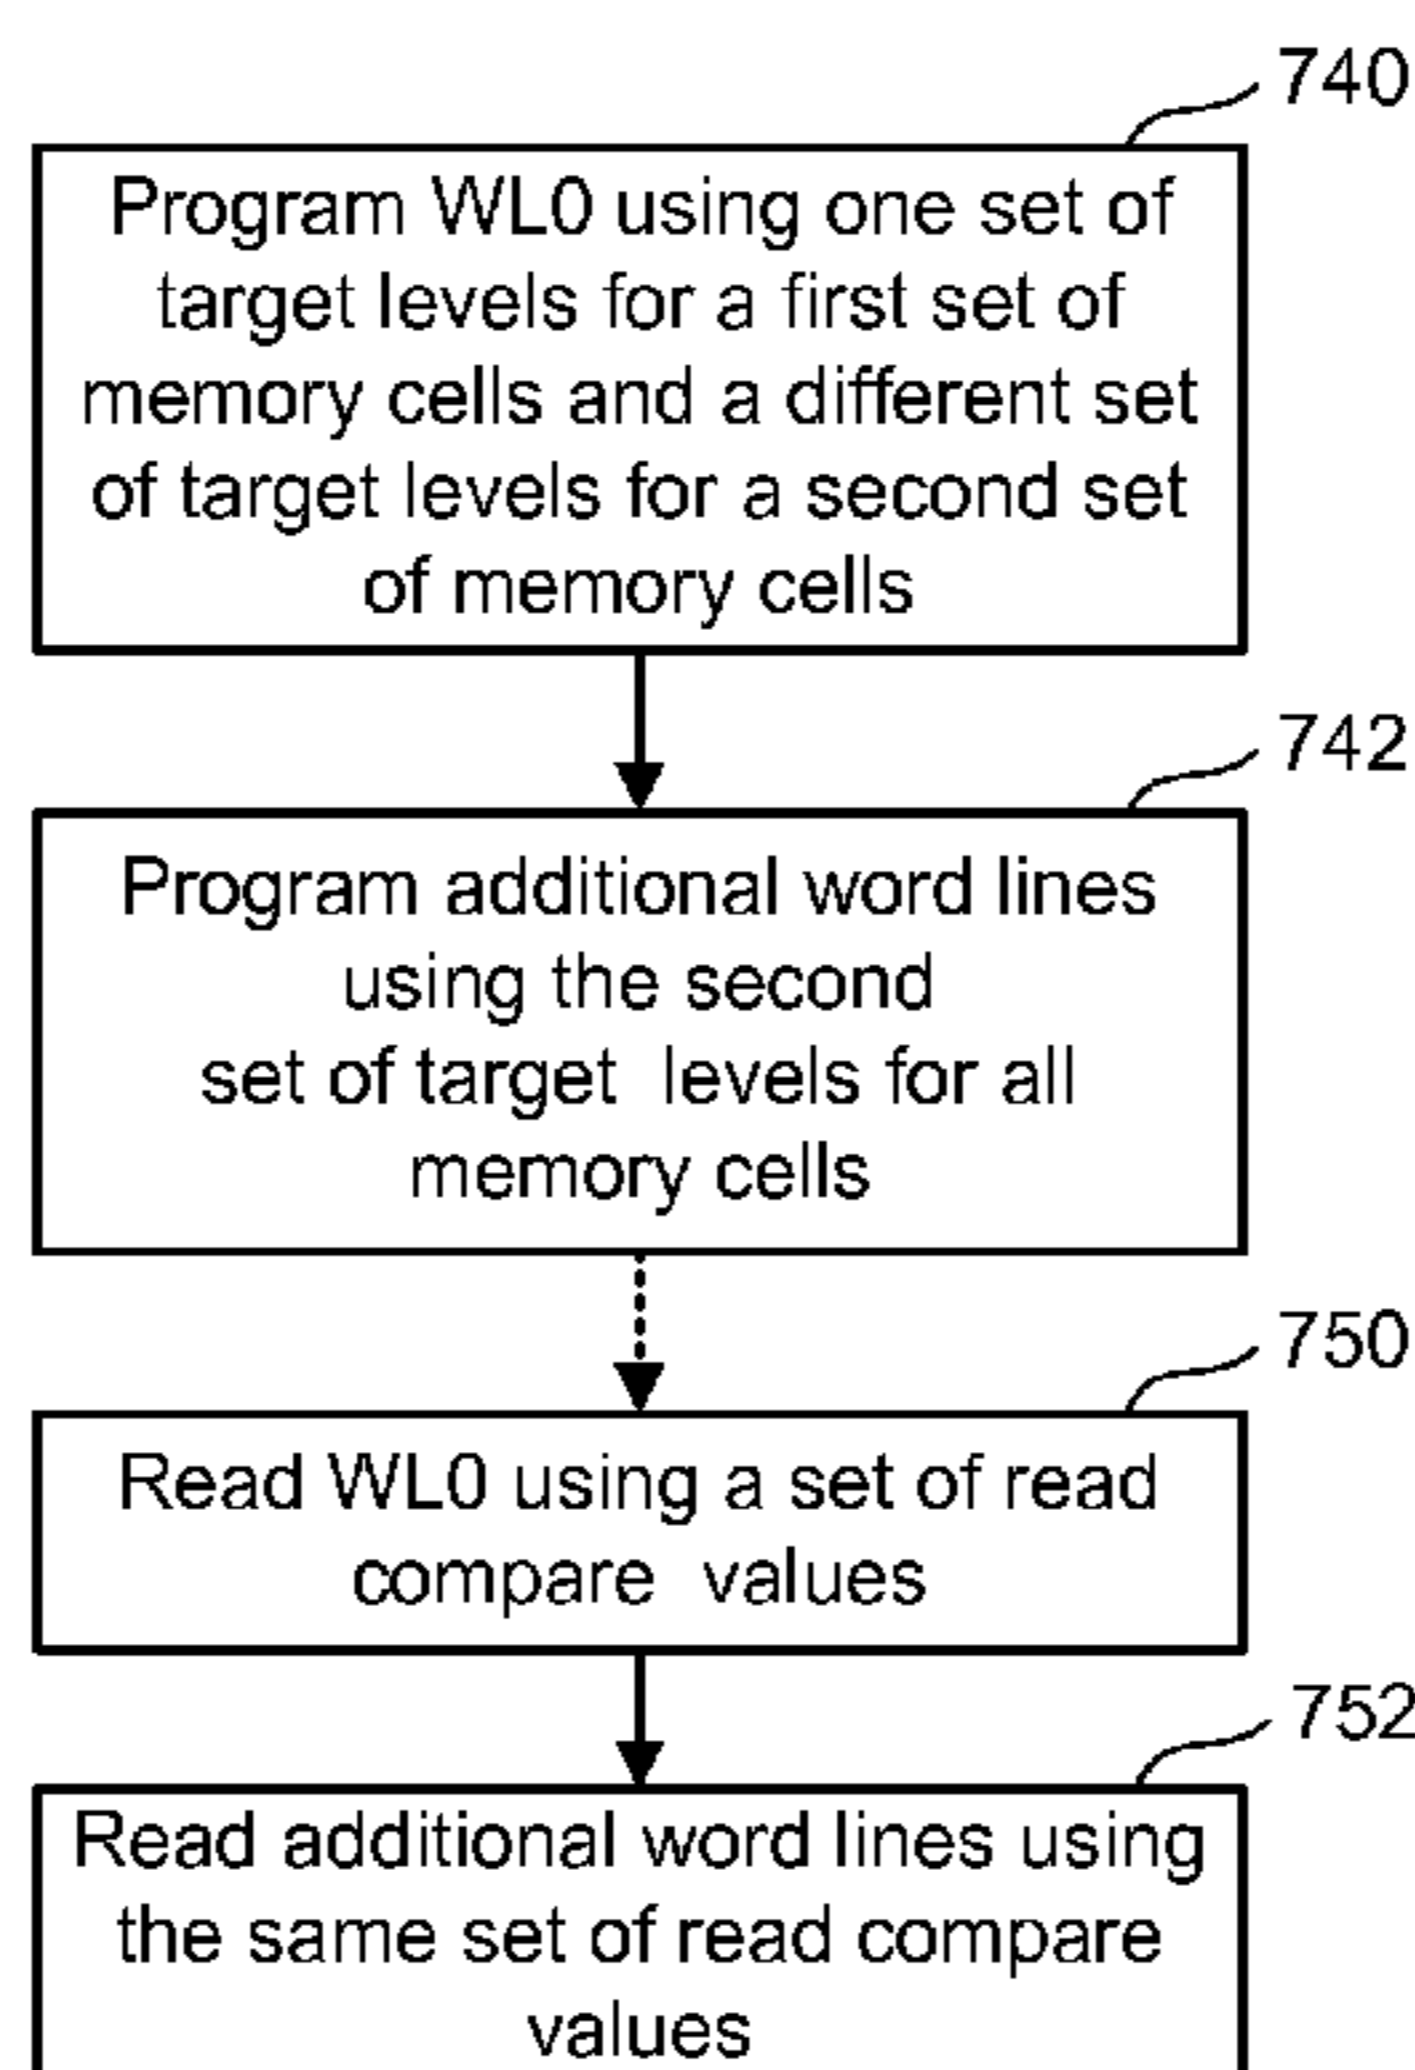 740
Program WL0 using one set of
target levels for a first set of
memory cells and a different set
of target levels for a second set
of memory cells
742
Program additional word lines
using the second
set of target levels for all
memory cells
750
Read WL0 using a set of read
compare values
752
Read additional word lines using
the same set of read compare
values